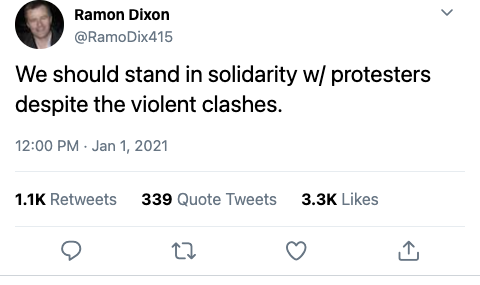 Ramon Dixon
@RamoDix415
We should stand in solidarity w/ protesters
despite the violent clashes.
12:00 PM · Jan 1, 2021
1.1K Retweets 339 Quote Tweets 3.3K Likes